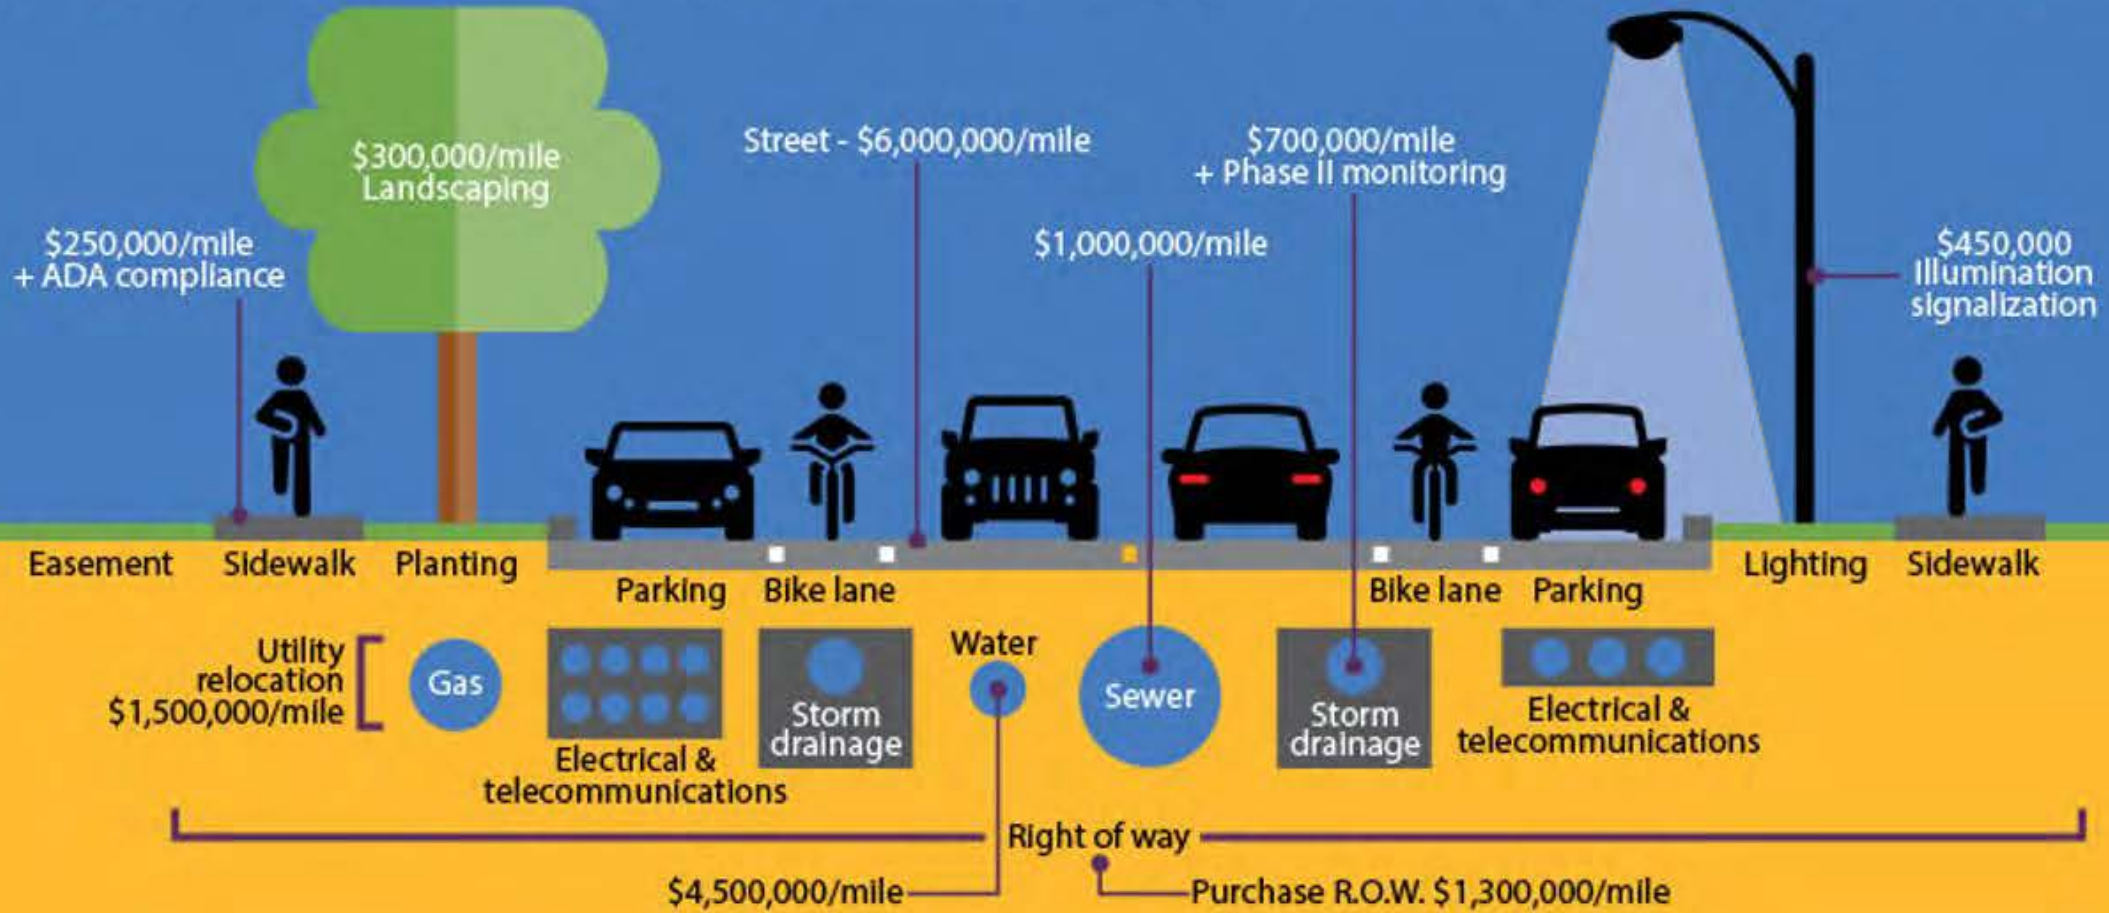 $300,000/mile
Landscaping
Street - $6,000,000/mile
$700,000/mile
+ Phase II monitoring
$250,000/mile
+ ADA compliance
$1,000,000/mile
$450,000
Illumination
signalization
Easement
Sidewalk
Planting
Parking
Bike lane
Bike lane
Parking
Lighting
Sidewalk
Utility
relocation
$1,500,000/mile
Gas
Electrical &
telecommunications
Storm
drainage
Water
Sewer
Storm
drainage
Electrical &
telecommunications
Right of way
$4,500,000/mile
Purchase R.O.W. $1,300,000/mile